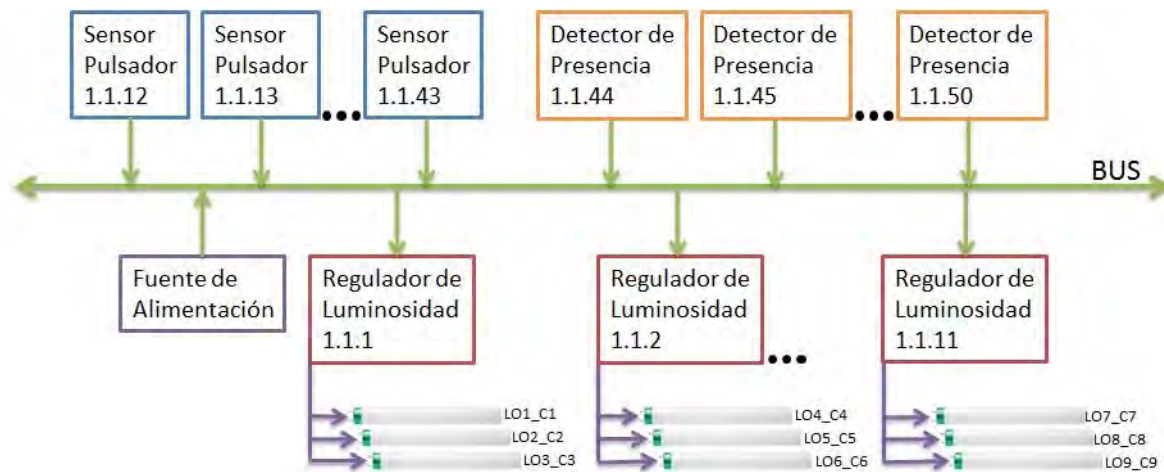 Sensor
Pulsador
1.1.12
Sensor
Pulsador
1.1.13
...
Sensor
Pulsador
1.1.43
Detector de
Presencia
1.1.44
Detector de
Presencia
1.1.45
...
Detector de
Presencia
1.1.50
BUS
Fuente de
Alimentación
Regulador de
Luminosidad
1.1.1
Regulador de
Luminosidad
1.1.2
...
Regulador de
Luminosidad
1.1.11
LO1_C1
LO2_C2
LO3_C3
LO4_C4
LO5_C5
LO6_C6
LO7_C7
LO8_C8
LO9_C9